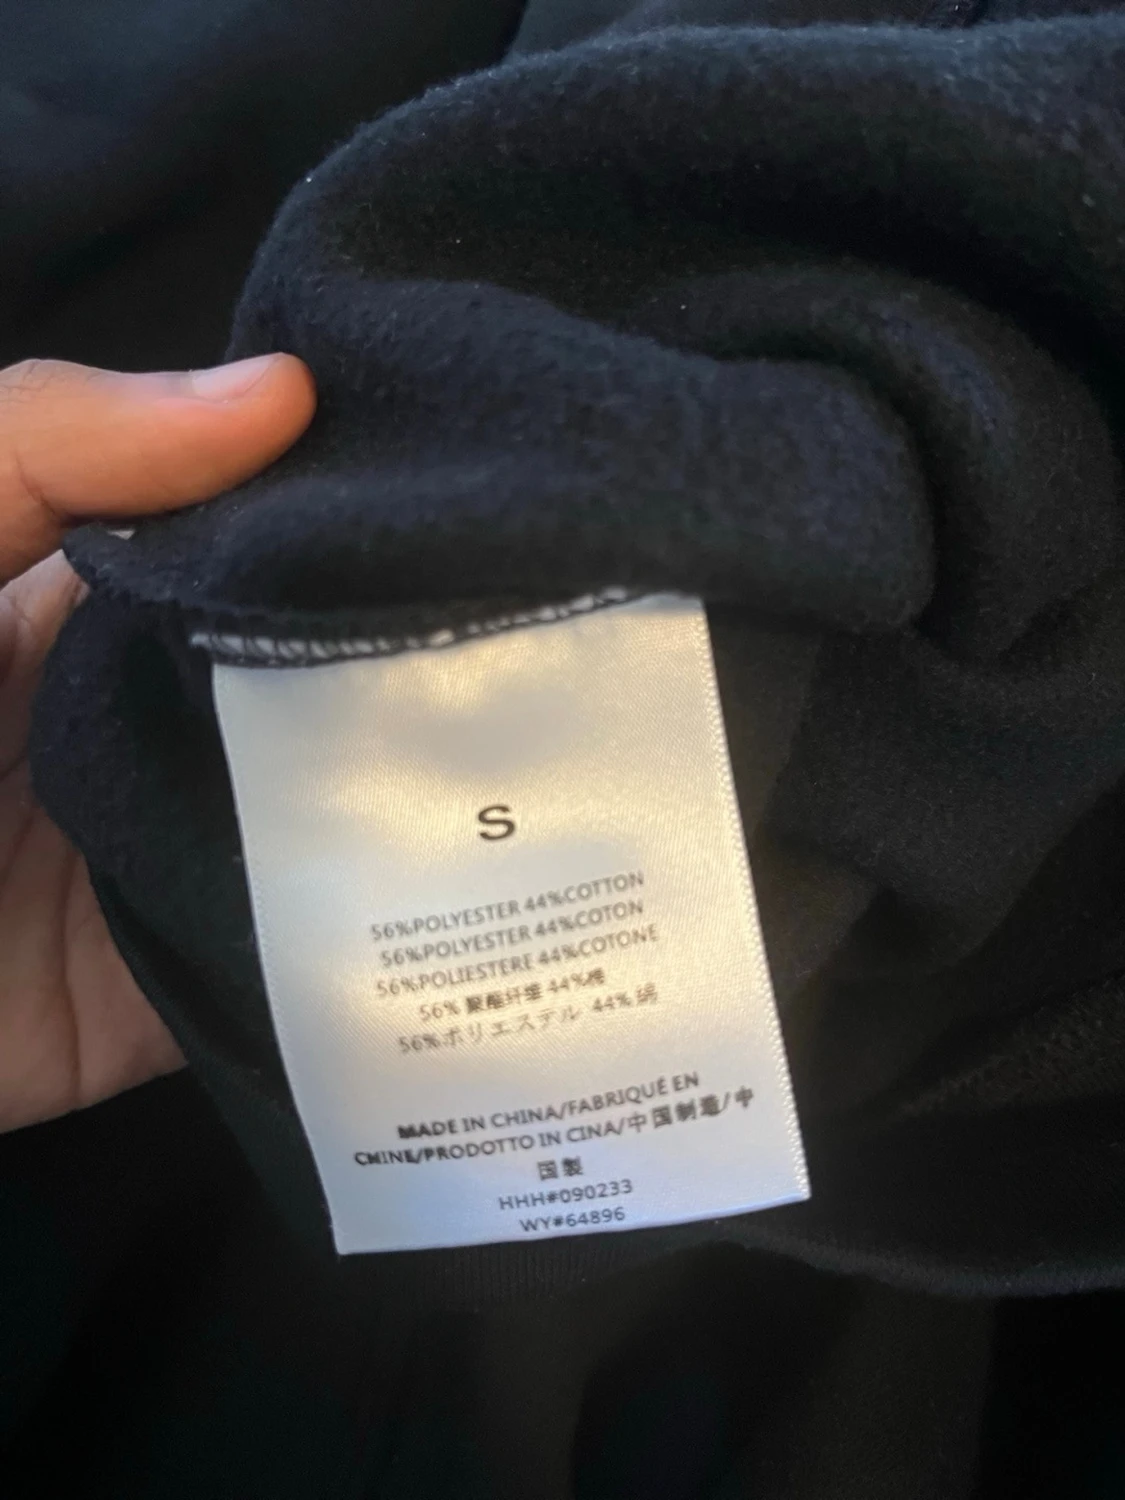 S
56%POLYESTER 44%COTTON
56%POLYESTER 44%COTON
56%POLIESTERE 44%COTONE
56% 聚酯纤维 44%棉
56%ポリエステル 44% 綿
MADE IN CHINA/FABRIQUÉ EN
CHINE/PRODOTTO IN CINA/中国制造/中
国製
HHH#090233
WY#64896